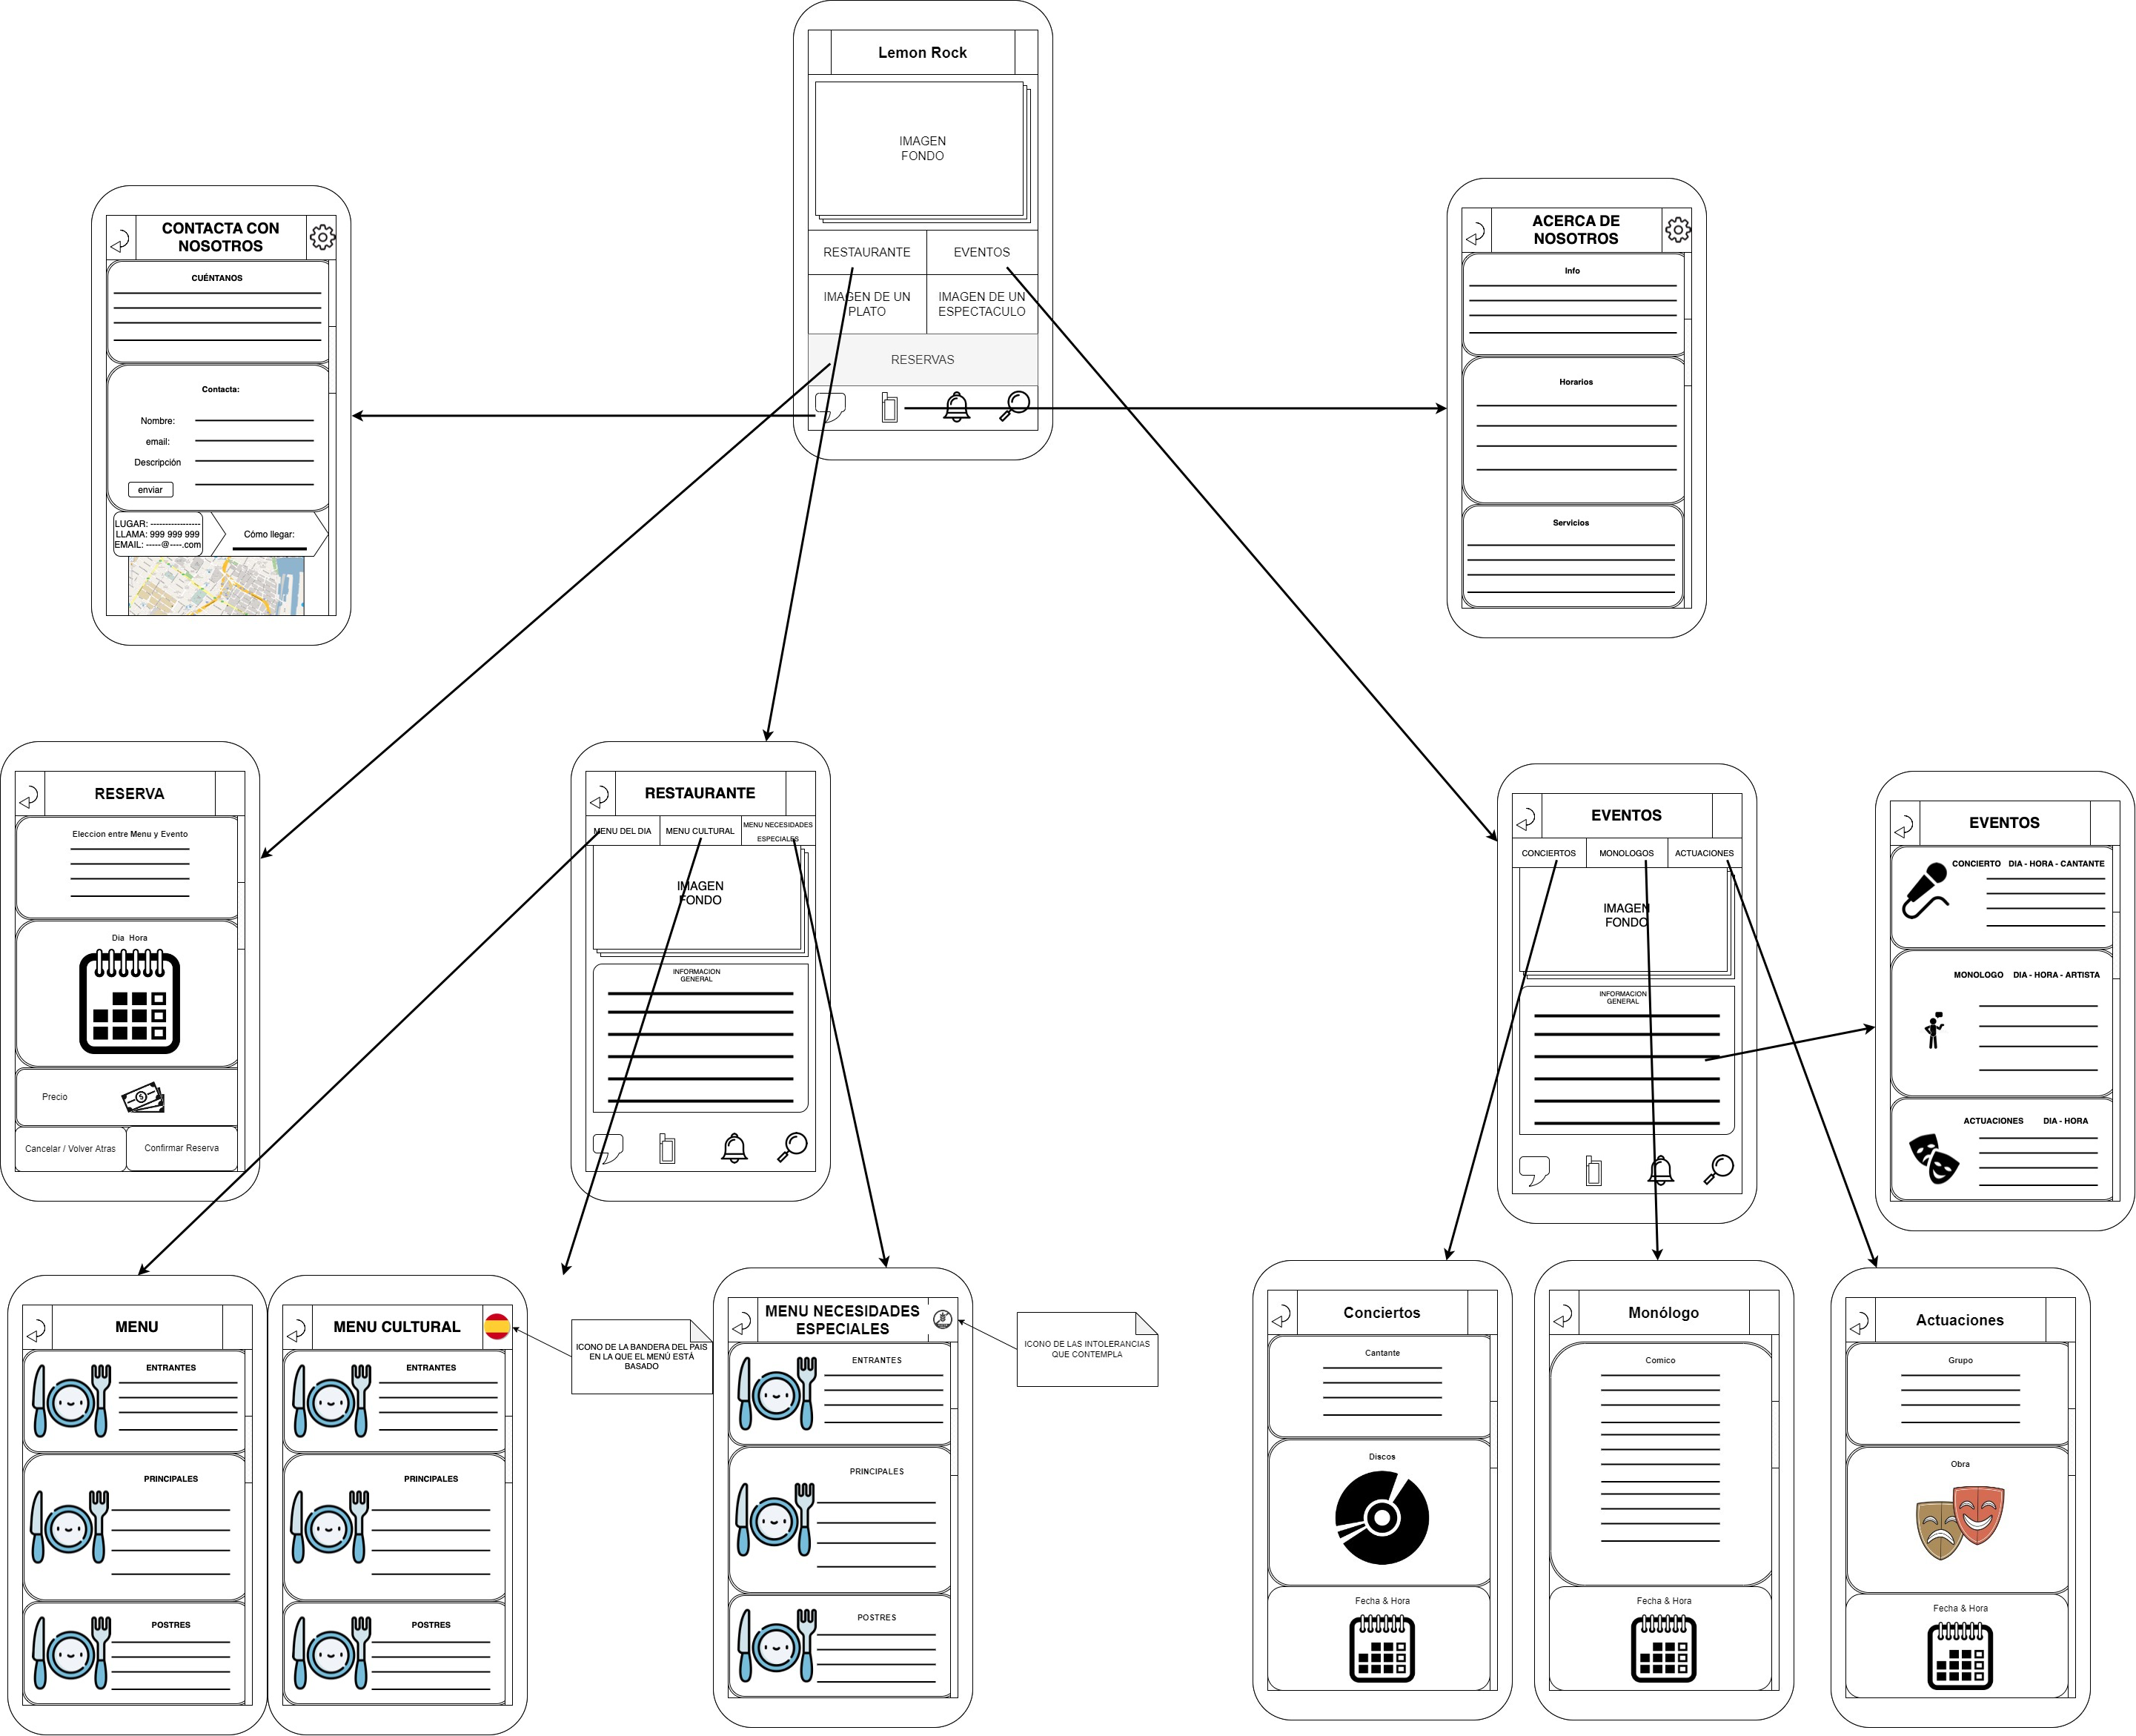 Lemon Rock
IMAGEN
FONDO
RESTAURANTE
EVENTOS
IMAGEN DE UN
PLATO
IMAGEN DE UN
ESPECTACULO
RESERVAS
CONTACTA CON
NOSOTROS
CUÉNTANOS
Contacta:
Nombre:
email:
Descripción
enviar
LUGAR: -----------------
LLAMA: 999 999 999
EMAIL: -----@----.com
Cómo llegar:
ACERCA DE
NOSOTROS
Info
Horarios
Servicios
RESERVA
Eleccion entre Menu y Evento
Dia Hora
Precio
Cancelar / Volver Atras
Confirmar Reserva
RESTAURANTE
MENU DEL DIA
MENU CULTURAL
MENU NECESIDADES
ESPECIALES
IMAGEN
FONDO
INFORMACION
GENERAL
EVENTOS
CONCIERTOS
MONOLOGOS
ACTUACIONES
IMAGEN
FONDO
INFORMACION
GENERAL
EVENTOS
CONCIERTO DIA - HORA - CANTANTE
MONOLOGO DIA - HORA - ARTISTA
ACTUACIONES DIA - HORA
MENU
ENTRANTES
PRINCIPALES
POSTRES
MENU CULTURAL
ENTRANTES
PRINCIPALES
POSTRES
ICONO DE LA BANDERA DEL PAIS
EN LA QUE EL MENÚ ESTÁ
BASADO
MENU NECESIDADES
ESPECIALES
ENTRANTES
PRINCIPALES
POSTRES
ICONO DE LAS INTOLERANCIAS
QUE CONTEMPLA
Conciertos
Cantante
Discos
Fecha & Hora
Monólogo
Comico
Fecha & Hora
Actuaciones
Grupo
Obra
Fecha & Hora